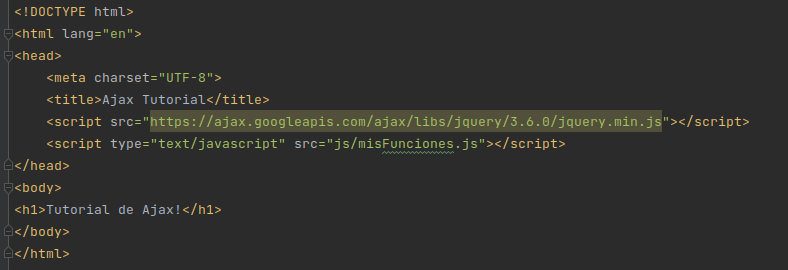 <!DOCTYPE html>
<html lang="en">
<head>
    <meta charset="UTF-8">
    <title>Ajax Tutorial</title>
    <script src="https://ajax.googleapis.com/ajax/libs/jquery/3.6.0/jquery.min.js"></script>
    <script type="text/javascript" src="js/misFunciones.js"></script>
</head>
<body>
<h1>Tutorial de Ajax!</h1>
</body>
</html>